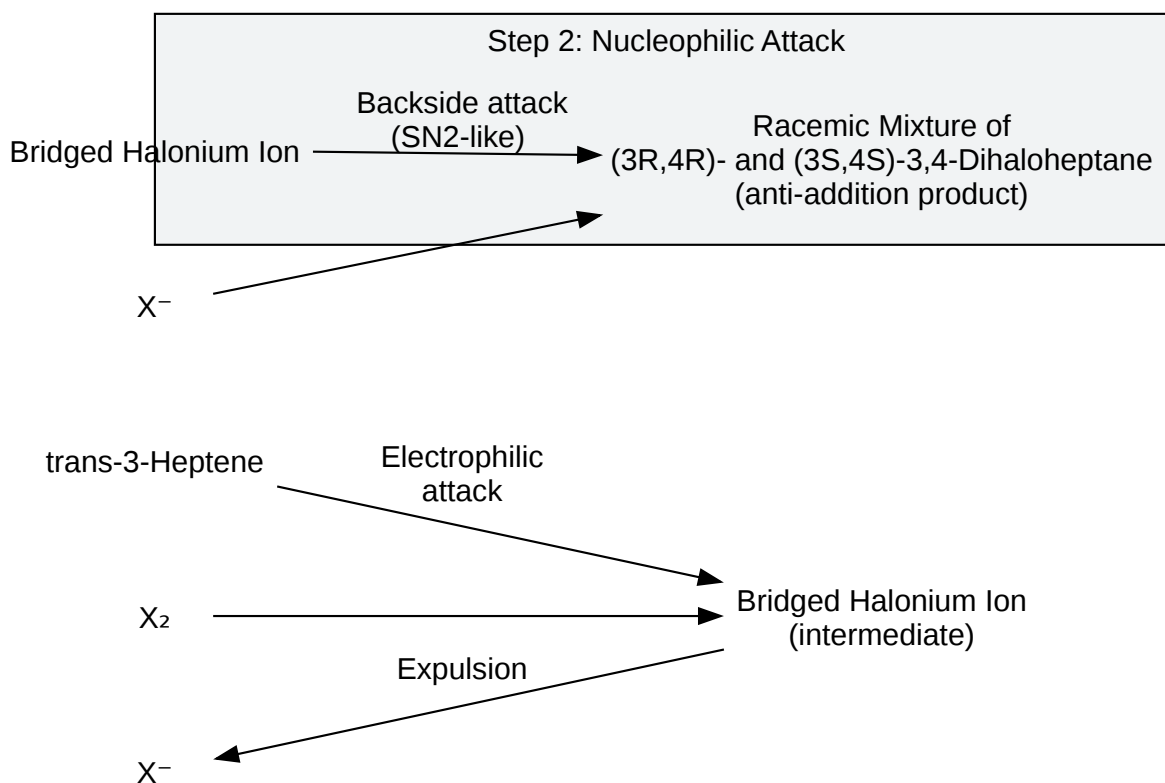 Step 2: Nucleophilic Attack
Backside attack
(SN2-like)
Bridged Halonium Ion
Racemic Mixture of
(3R,4R)- and (3S,4S)-3,4-Dihaloheptane
(anti-addition product)
X⁻
trans-3-Heptene
Electrophilic
attack
X₂
Bridged Halonium Ion
(intermediate)
Expulsion
X⁻